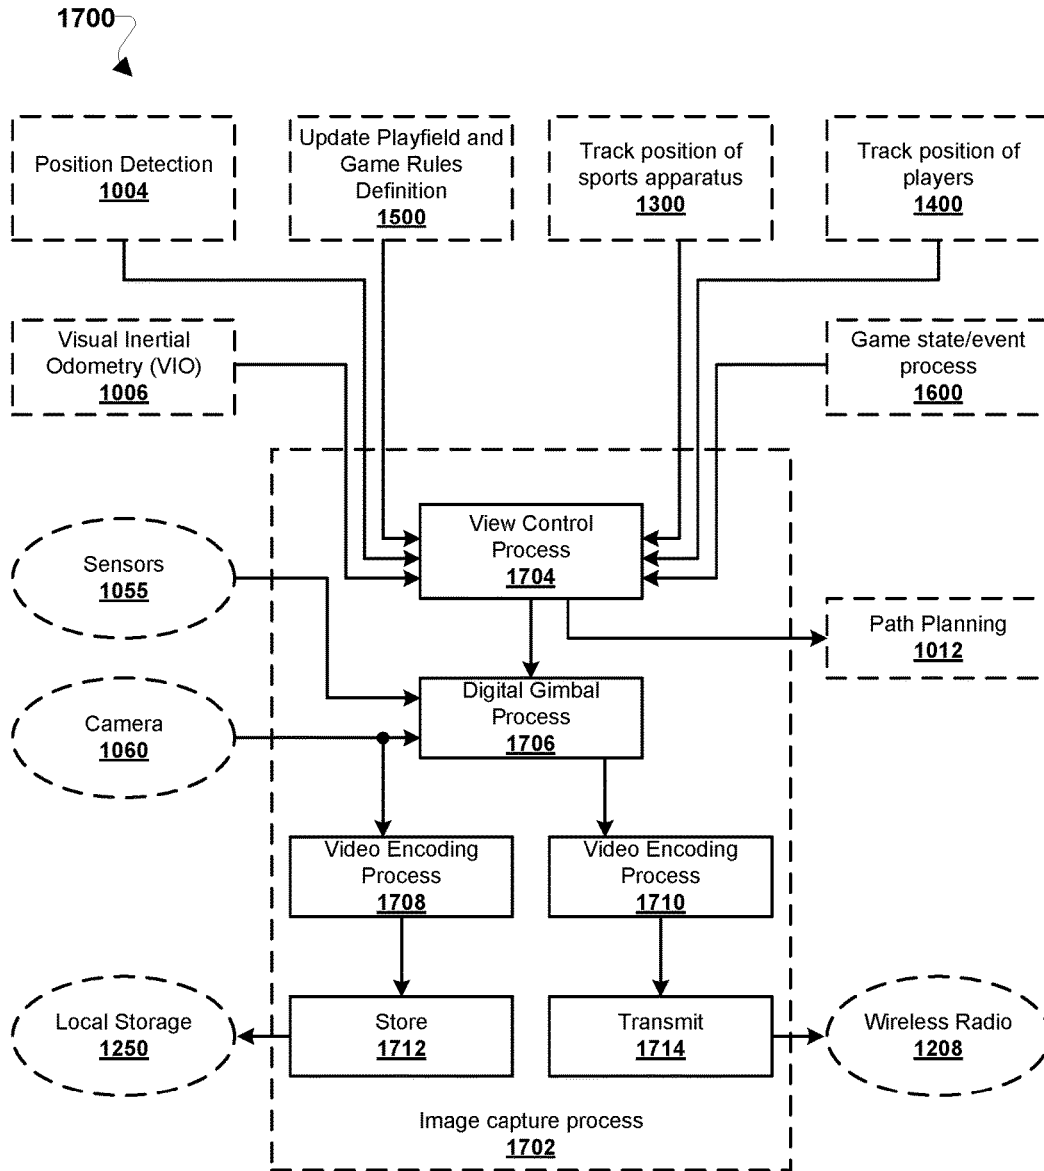 1700
Position Detection
1004
Update Playfield and
Game Rules
Definition
1500
Track position of
sports apparatus
1300
Track position of
players
1400
Visual Inertial
Odometry (VIO)
1006
Game state/event
process
1600
View Control
Process
1704
Sensors
1055
Path Planning
1012
Digital Gimbal
Process
1706
Camera
1060
Video Encoding
Process
1708
Video Encoding
Process
1710
Local Storage
1250
Store
1712
Transmit
1714
Wireless Radio
1208
Image capture process
1702